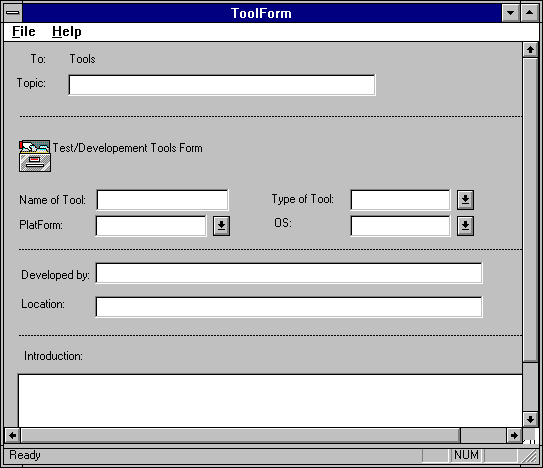 ToolForm
File Help
To: Tools
Topic:
Test/Developement Tools Form
Name of Tool: Type of Tool:
PlatForm: OS:
Developed by:
Location:
Introduction:
Ready NUM